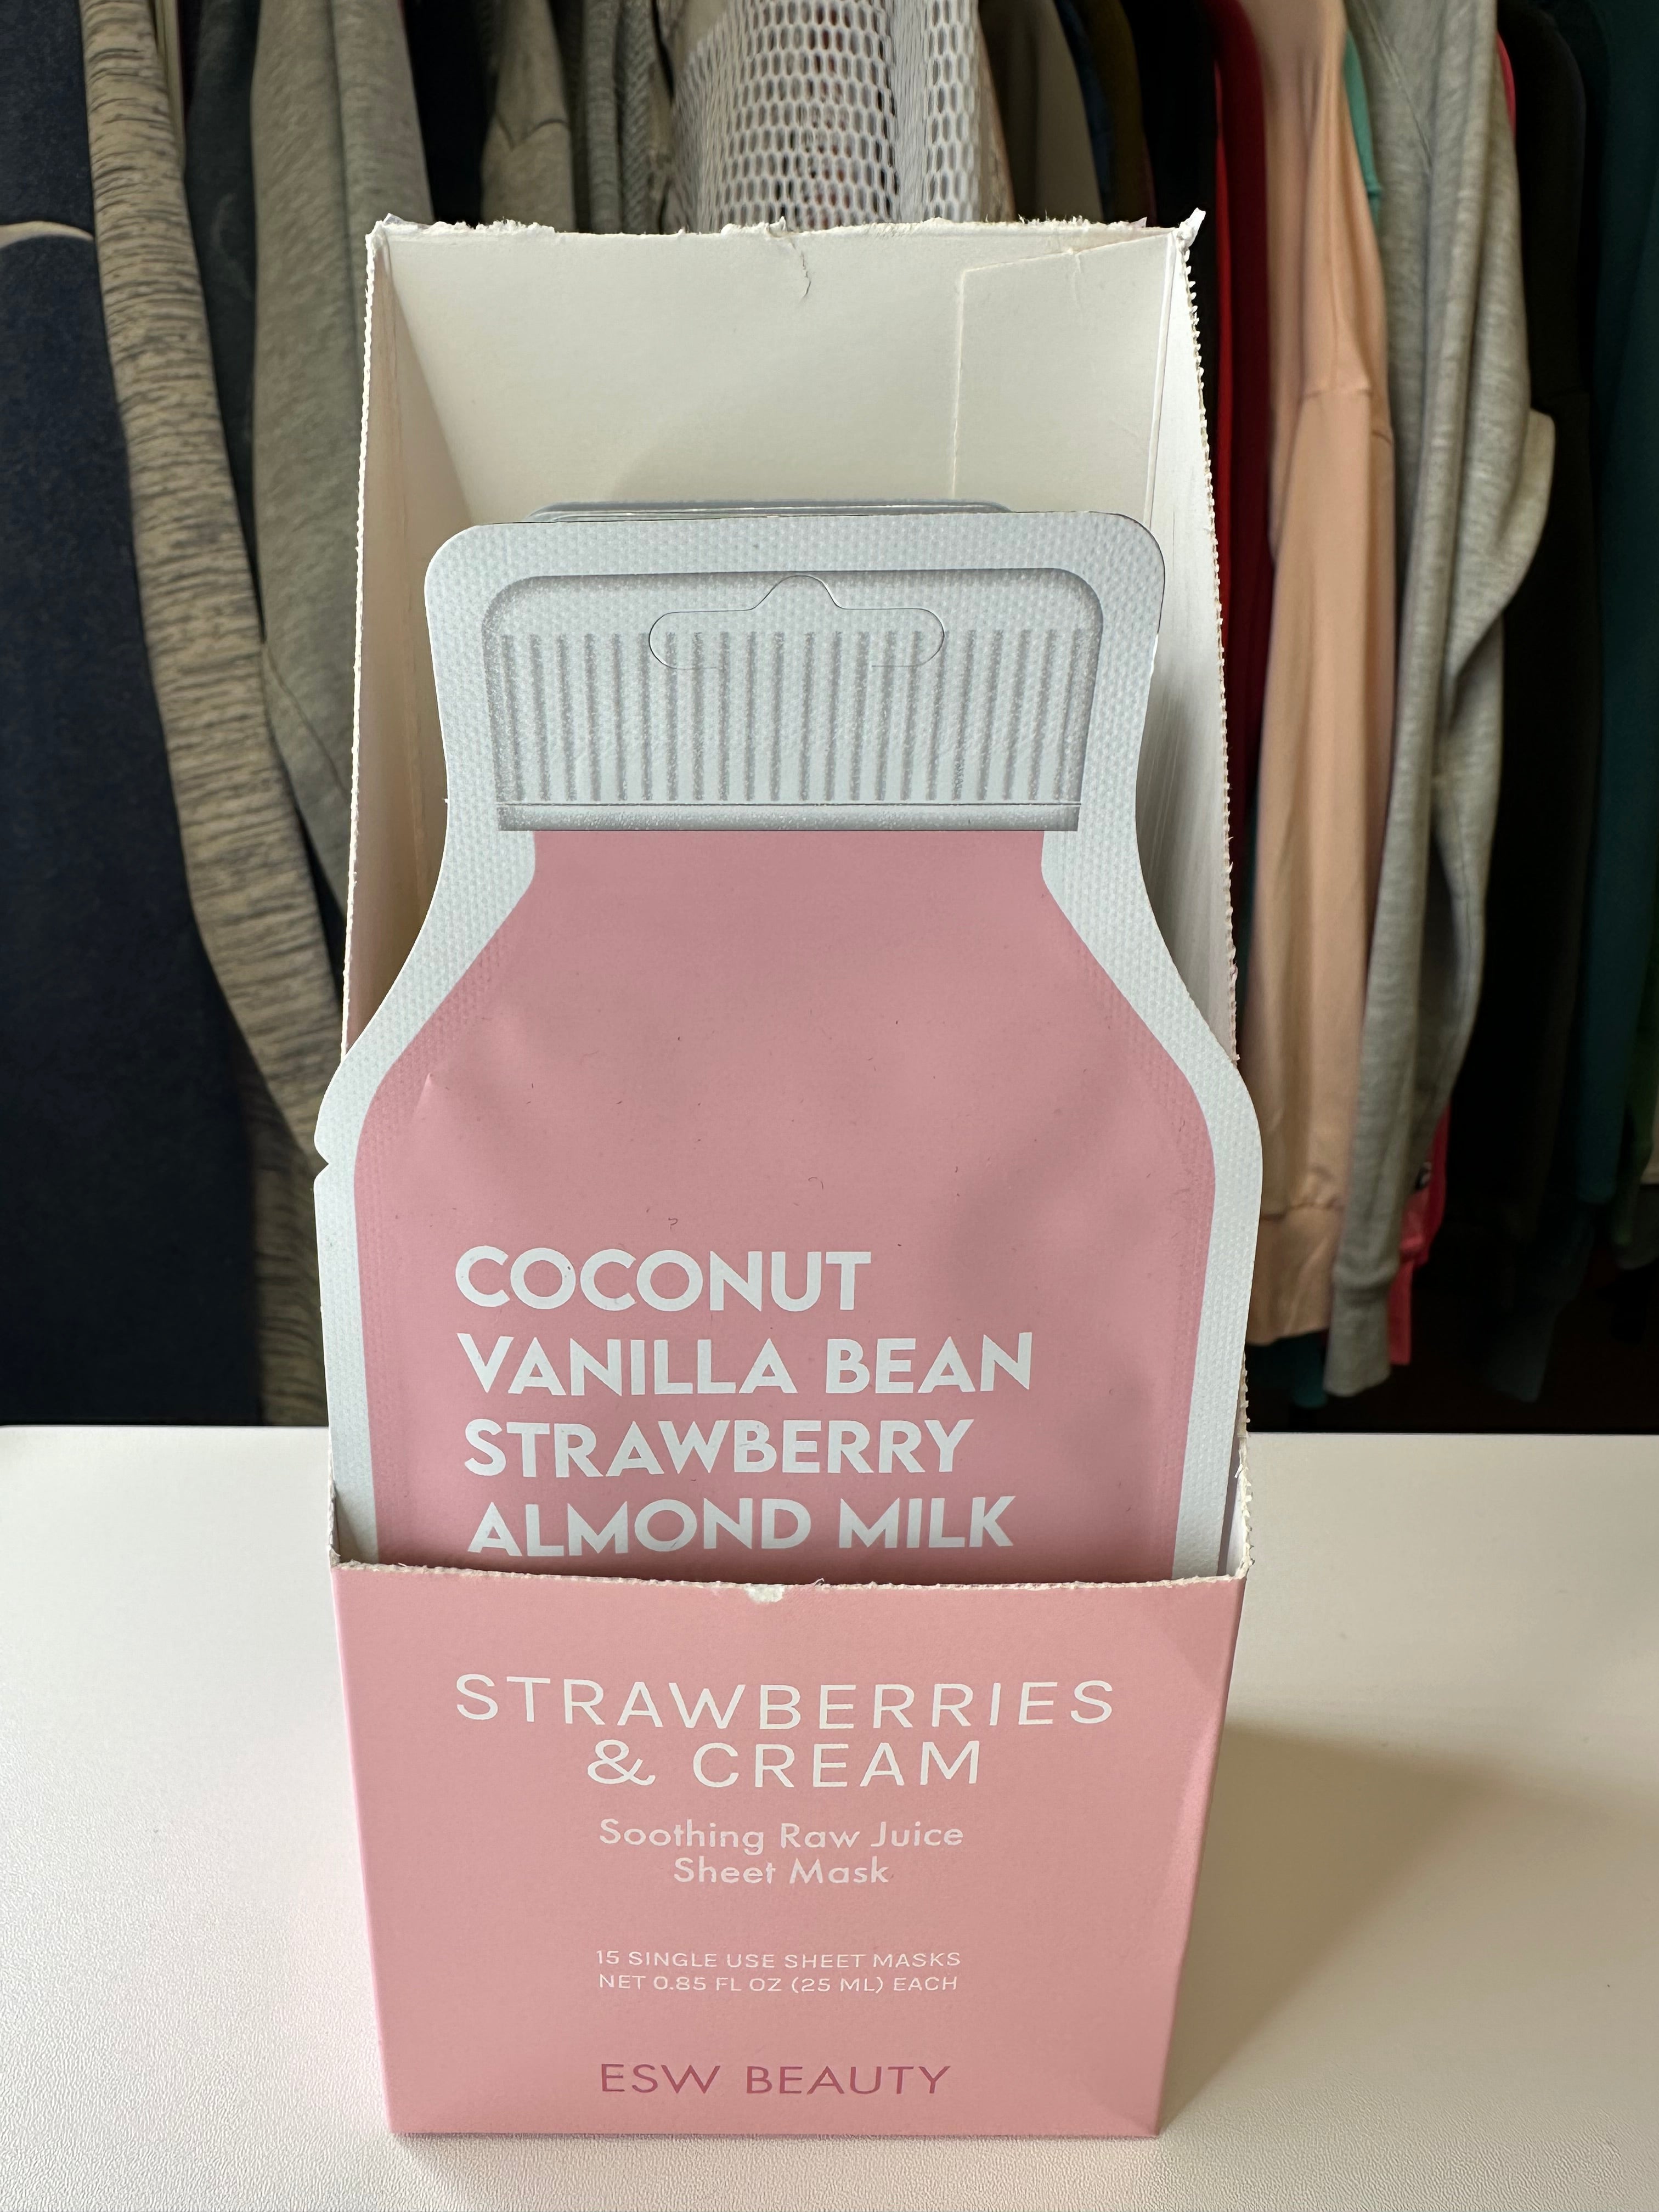 COCONUT
VANILLA BEAN
STRAWBERRY
ALMOND MILK
STRAWBERRIES
& CREAM
Soothing Raw Juice
Sheet Mask
15 SINGLE USE SHEET MASKS
NET 0.85 FL OZ (25 ML) EACH
ESW BEAUTY